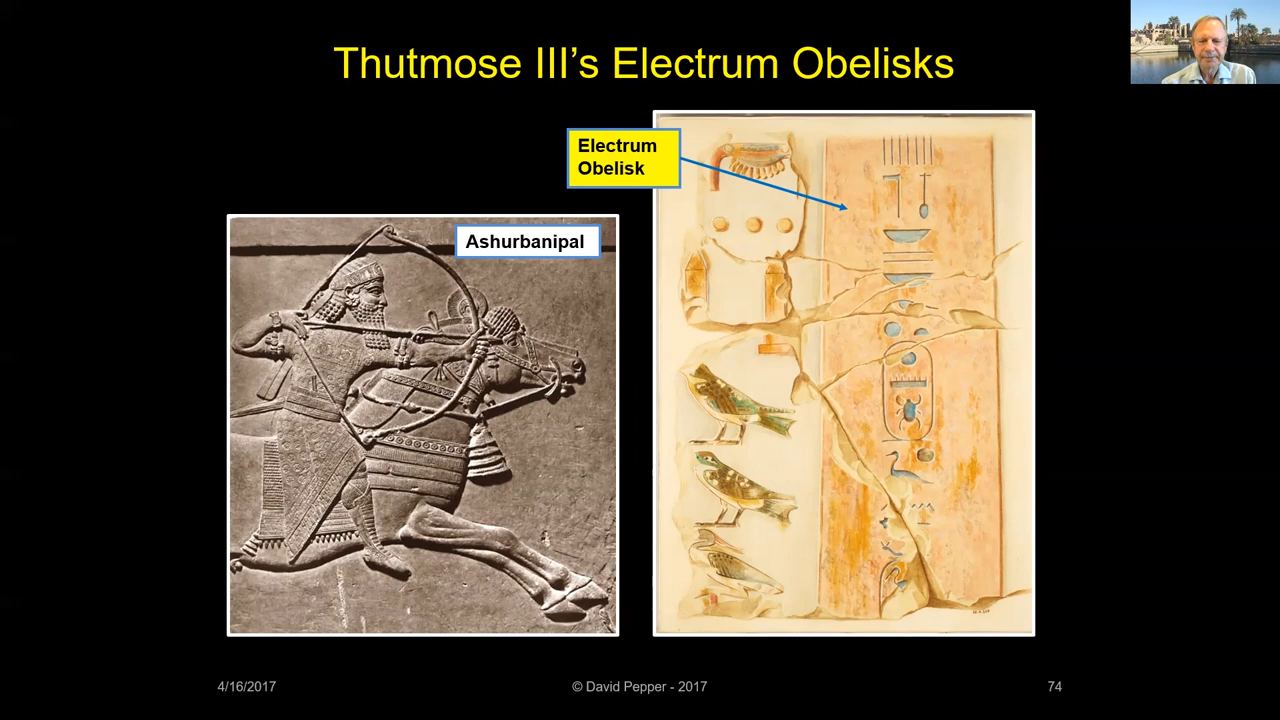 Thutmose III’s Electrum Obelisks
Electrum
Obelisk
Ashurbanipal
4/16/2017
© David Pepper - 2017
74